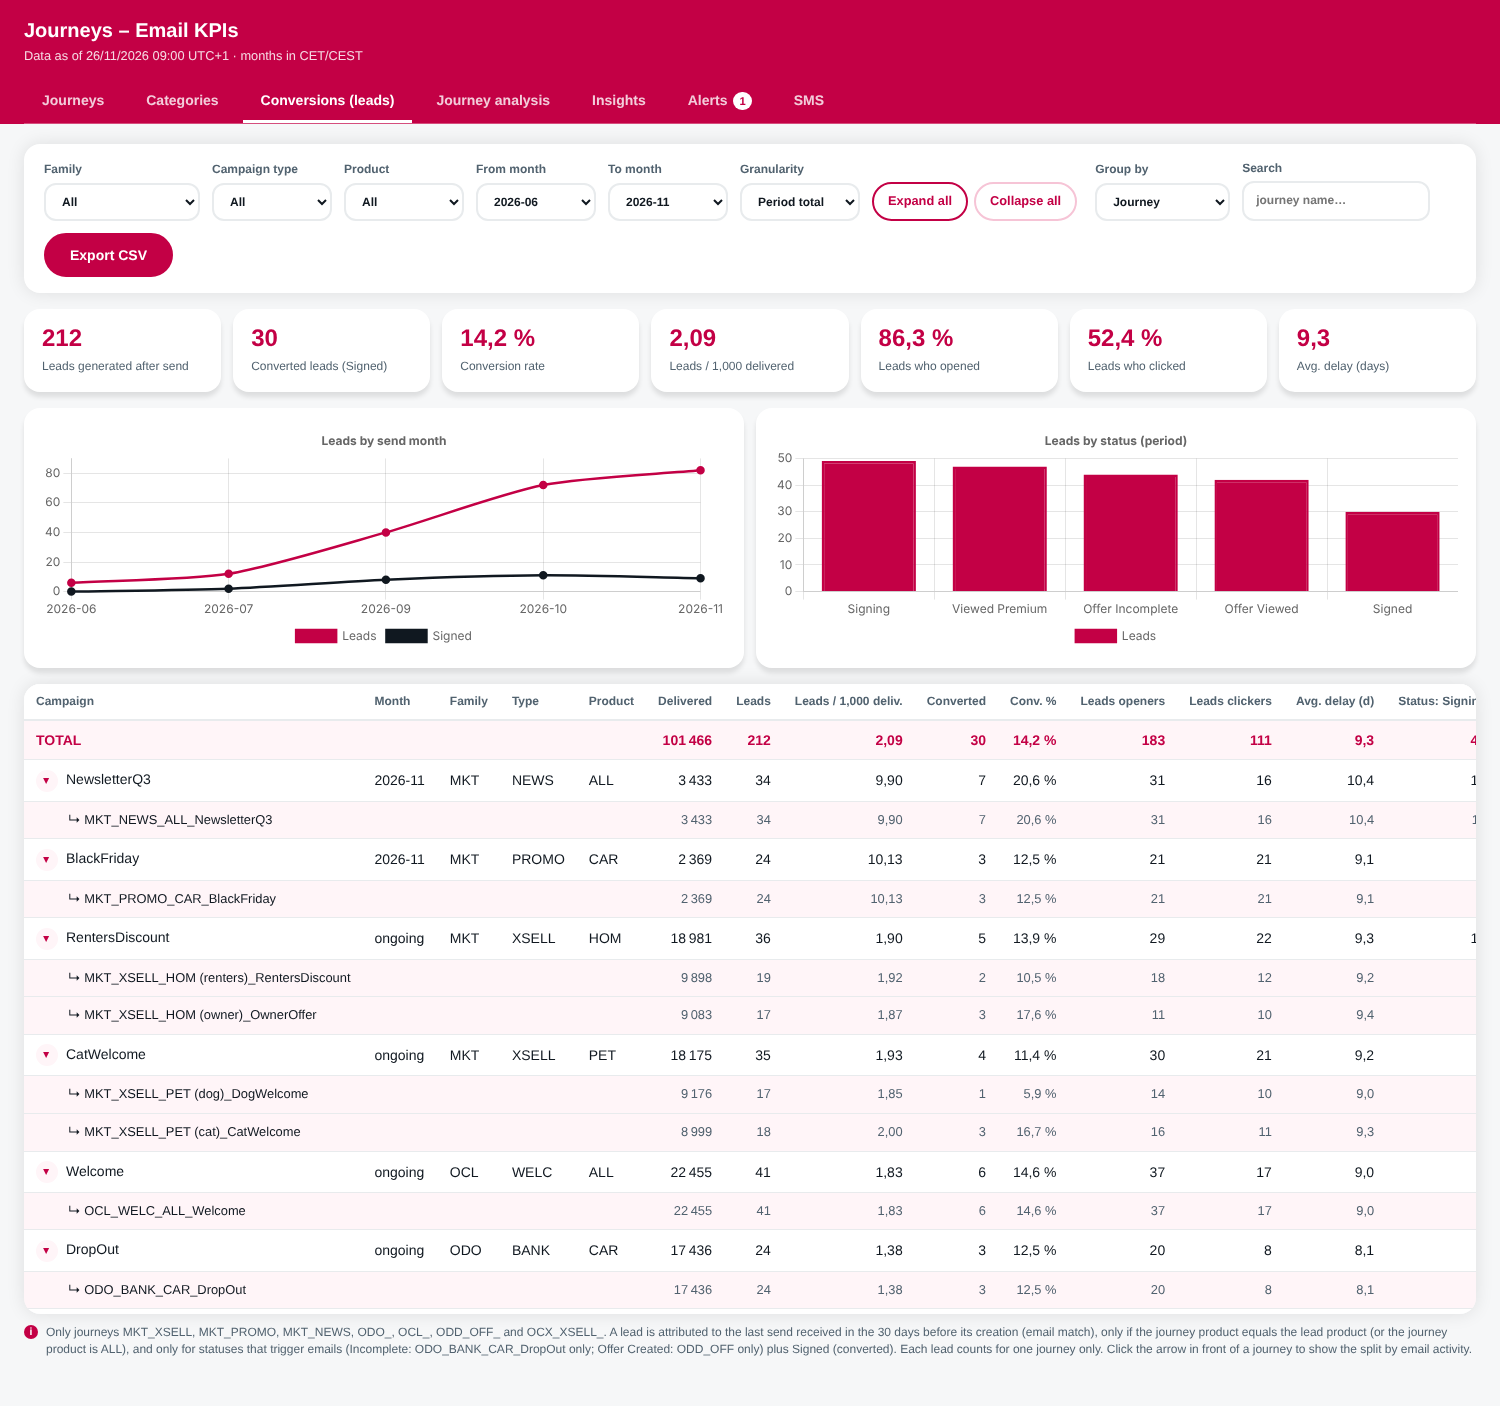 Journeys – Email KPIs
Data as of 26/11/2026 09:00 UTC+1 · months in CET/CEST
Journeys Categories Conversions (leads) Journey analysis Insights Alerts 1 SMS
Family Campaign type Product From month To month Granularity Group by Search
All All All 2026-06 2026-11 Period total Expand all Collapse all Journey journey name...
Export CSV
212 30 14,2 % 2,09 86,3 % 52,4 % 9,3
Leads generated after send Converted leads (Signed) Conversion rate Leads / 1,000 delivered Leads who opened Leads who clicked Avg. delay (days)
Leads by send month
80
60
40
20
0
2026-06 2026-07 2026-09 2026-10 2026-11
Leads Signed
Leads by status (period)
50
40
30
20
10
0
Signing Viewed Premium Offer Incomplete Offer Viewed Signed
Leads
Campaign Month Family Type Product Delivered Leads Leads / 1,000 deliv. Converted Conv. % Leads openers Leads clickers Avg. delay (d) Status: Signin
TOTAL 101 466 212 2,09 30 14,2 % 183 111 9,3 4
▼ NewsletterQ3 2026-11 MKT NEWS ALL 3 433 34 9,90 7 20,6 % 31 16 10,4 1
↳ MKT_NEWS_ALL_NewsletterQ3 3 433 34 9,90 7 20,6 % 31 16 10,4 1
▼ BlackFriday 2026-11 MKT PROMO CAR 2 369 24 10,13 3 12,5 % 21 21 9,1
↳ MKT_PROMO_CAR_BlackFriday 2 369 24 10,13 3 12,5 % 21 21 9,1
▼ RentersDiscount ongoing MKT XSELL HOM 18 981 36 1,90 5 13,9 % 29 22 9,3 1
↳ MKT_XSELL_HOM (renters)_RentersDiscount 9 898 19 1,92 2 10,5 % 18 12 9,2
↳ MKT_XSELL_HOM (owner)_OwnerOffer 9 083 17 1,87 3 17,6 % 11 10 9,4
▼ CatWelcome ongoing MKT XSELL PET 18 175 35 1,93 4 11,4 % 30 21 9,2
↳ MKT_XSELL_PET (dog)_DogWelcome 9 176 17 1,85 1 5,9 % 14 10 9,0
↳ MKT_XSELL_PET (cat)_CatWelcome 8 999 18 2,00 3 16,7 % 16 11 9,3
▼ Welcome ongoing OCL WELC ALL 22 455 41 1,83 6 14,6 % 37 17 9,0
↳ OCL_WELC_ALL_Welcome 22 455 41 1,83 6 14,6 % 37 17 9,0
▼ DropOut ongoing ODO BANK CAR 17 436 24 1,38 3 12,5 % 20 8 8,1
↳ ODO_BANK_CAR_DropOut 17 436 24 1,38 3 12,5 % 20 8 8,1
i Only journeys MKT_XSELL, MKT_PROMO, MKT_NEWS, ODO_, OCL_, ODD_OFF_ and OCX_XSELL_. A lead is attributed to the last send received in the 30 days before its creation (email match), only if the journey product equals the lead product (or the journey
product is ALL), and only for statuses that trigger emails (Incomplete: ODO_BANK_CAR_DropOut only; Offer Created: ODD_OFF only) plus Signed (converted). Each lead counts for one journey only. Click the arrow in front of a journey to show the split by email activity.